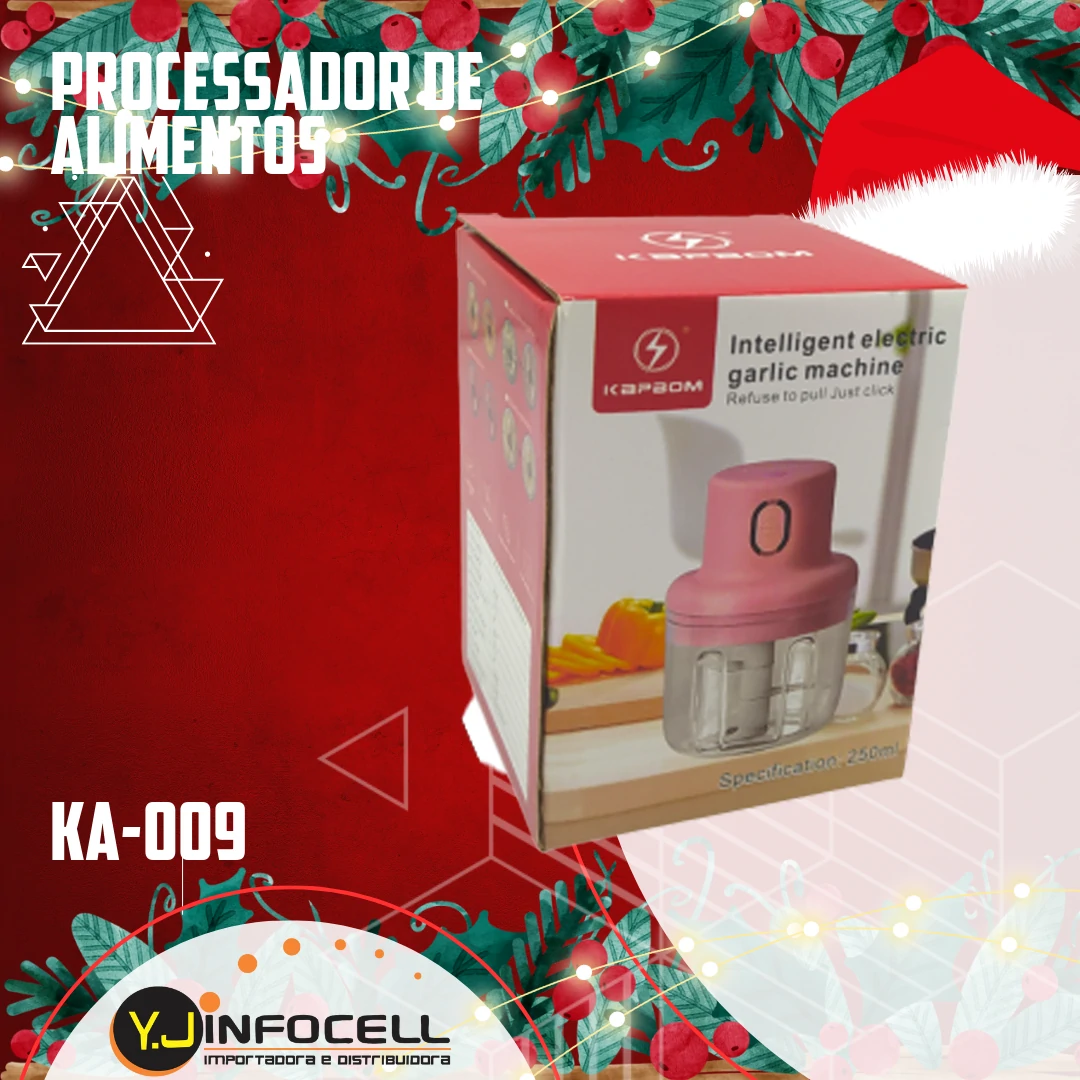 PROCESSADOR DE
ALIMENTOS
KAPBOM
KAPBOM
Intelligent electric
garlic machine
Refuse to pull Just click
Specification: 250ml
KA-009
Y.J INFOCELL
IMPORTADORA E DISTRIBUIDORA